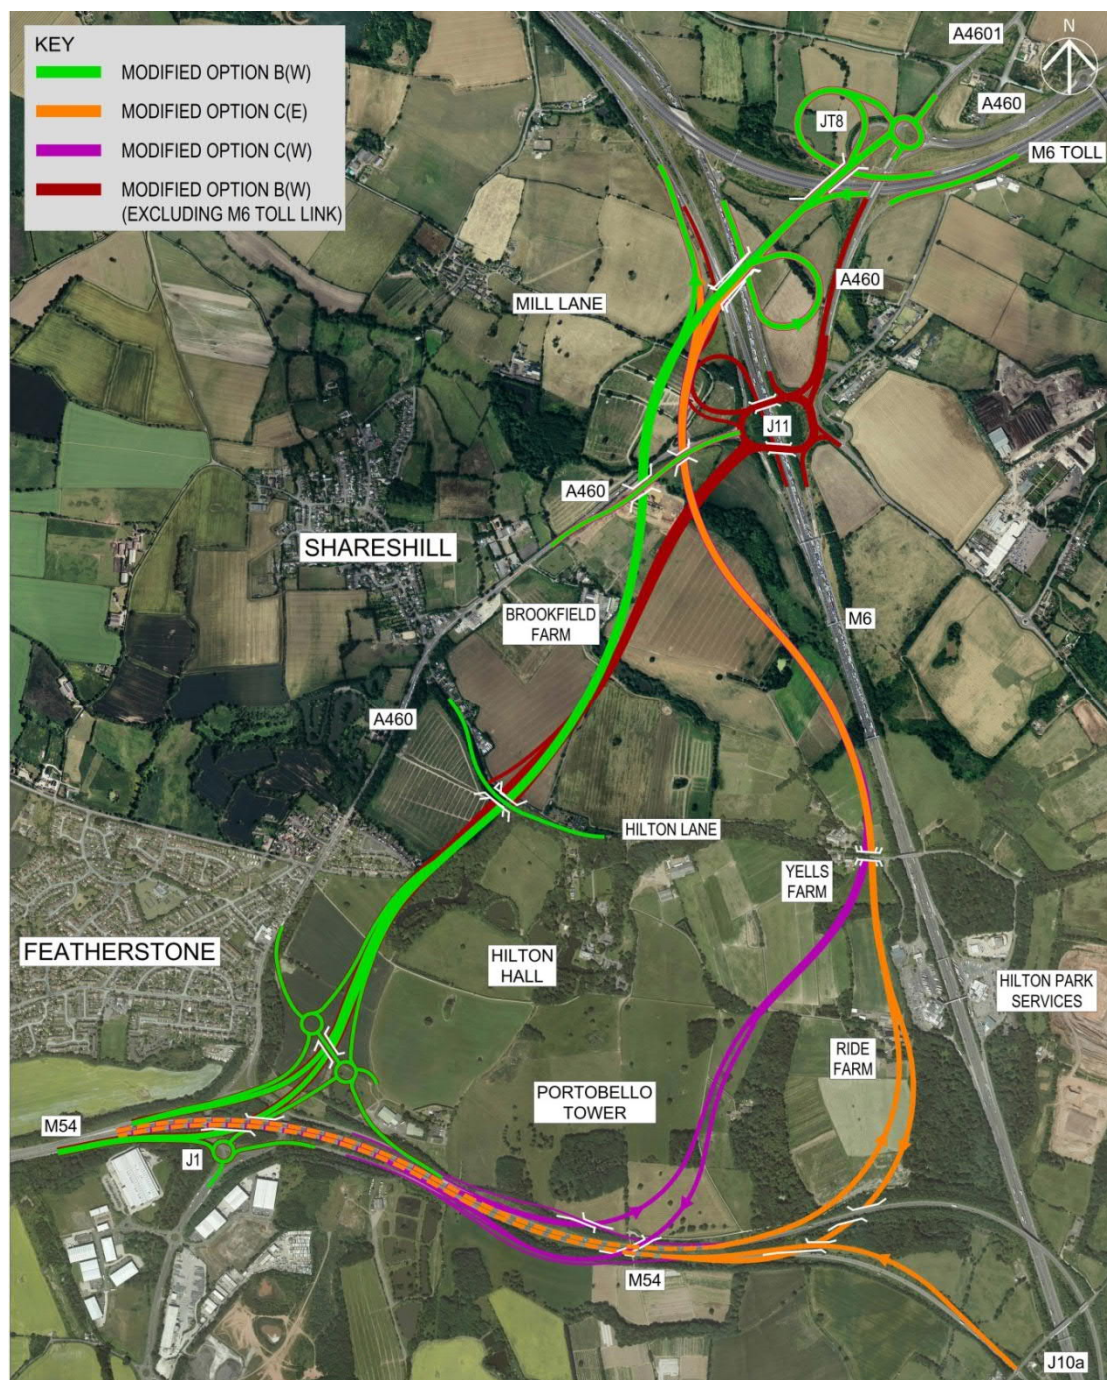 KEY
MODIFIED OPTION B(W)
MODIFIED OPTION C(E)
MODIFIED OPTION C(W)
MODIFIED OPTION B(W)
(EXCLUDING M6 TOLL LINK)
A4601
N
A460
JT8
M6 TOLL
A460
MILL LANE
J11
A460
SHARESHILL
BROOKFIELD
FARM
M6
A460
HILTON LANE
YELLS
FARM
FEATHERSTONE
HILTON
HALL
HILTON PARK
SERVICES
RIDE
FARM
PORTOBELLO
TOWER
M54
J1
M54
J10a